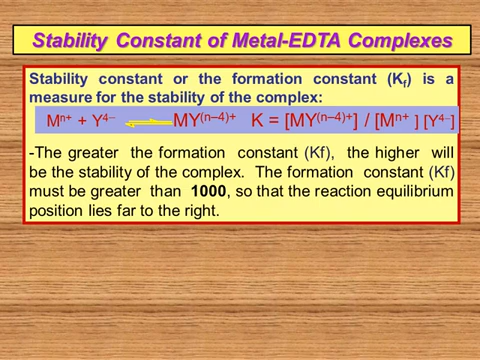 Stability Constant of Metal-EDTA Complexes
Stability constant or the formation constant (Kf) is a
measure for the stability of the complex:
Mⁿ⁺ + Y⁴⁻ ⇌ MY⁽ⁿ⁻⁴⁾⁺ K = [MY⁽ⁿ⁻⁴⁾⁺] / [Mⁿ⁺ ] [Y⁴⁻]
-The greater the formation constant (Kf), the higher will
be the stability of the complex. The formation constant (Kf)
must be greater than 1000, so that the reaction equilibrium
position lies far to the right.